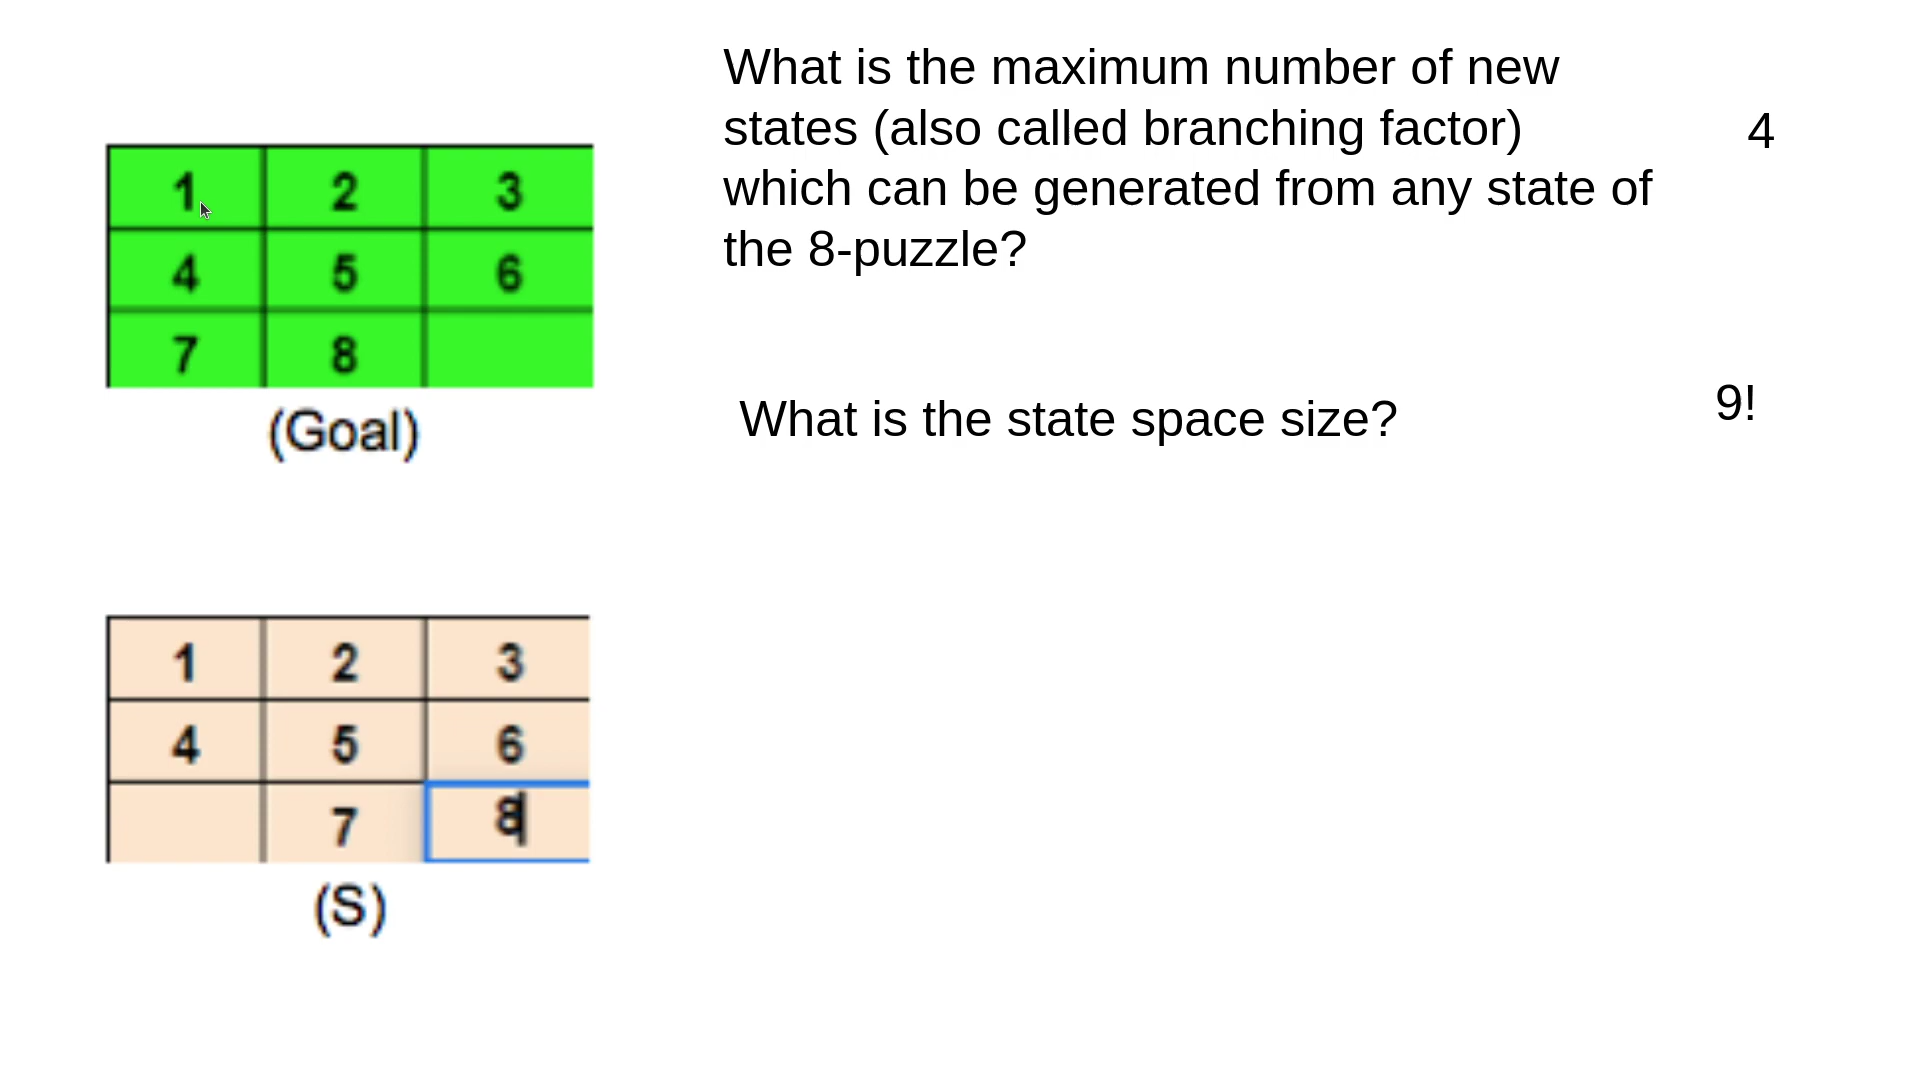 What is the maximum number of new
states (also called branching factor)
which can be generated from any state of
the 8-puzzle?
4
1 2 3
4 5 6
7 8
(Goal)
What is the state space size?
9!
1 2 3
4 5 6
7 8
(S)